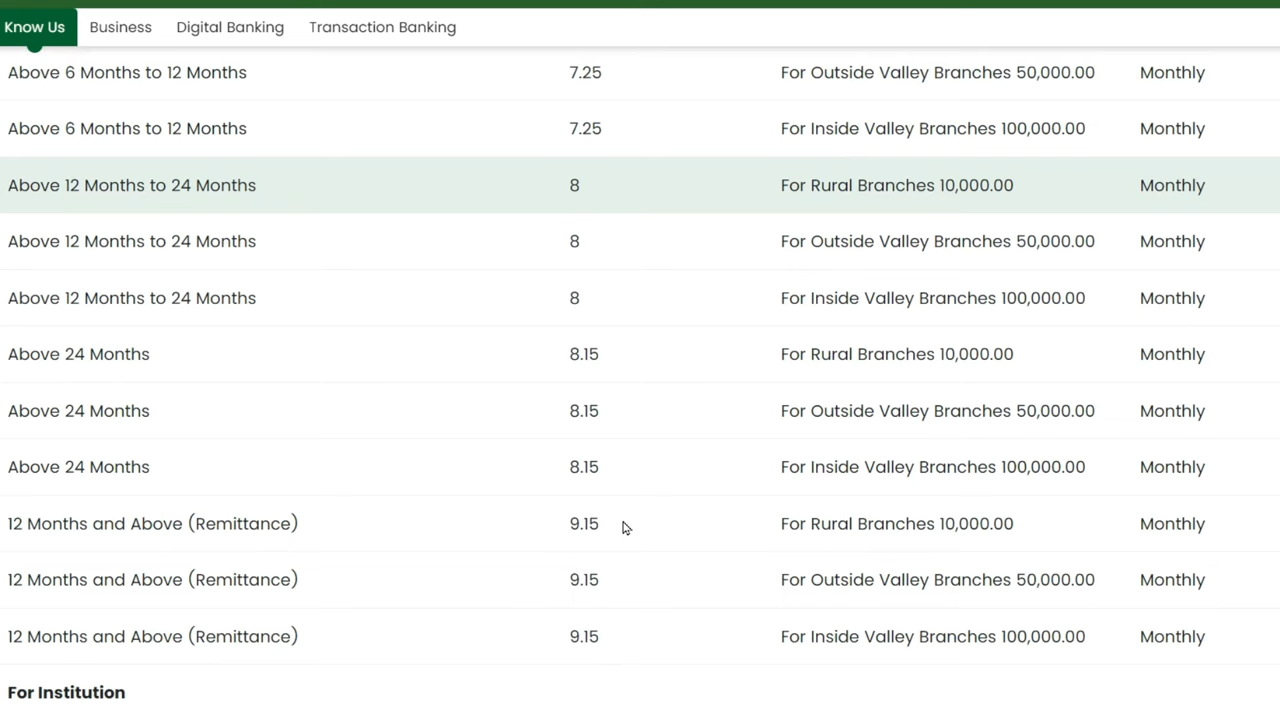 Know Us Business Digital Banking Transaction Banking
Above 6 Months to 12 Months 7.25 For Outside Valley Branches 50,000.00 Monthly
Above 6 Months to 12 Months 7.25 For Inside Valley Branches 100,000.00 Monthly
Above 12 Months to 24 Months 8 For Rural Branches 10,000.00 Monthly
Above 12 Months to 24 Months 8 For Outside Valley Branches 50,000.00 Monthly
Above 12 Months to 24 Months 8 For Inside Valley Branches 100,000.00 Monthly
Above 24 Months 8.15 For Rural Branches 10,000.00 Monthly
Above 24 Months 8.15 For Outside Valley Branches 50,000.00 Monthly
Above 24 Months 8.15 For Inside Valley Branches 100,000.00 Monthly
12 Months and Above (Remittance) 9.15 For Rural Branches 10,000.00 Monthly
12 Months and Above (Remittance) 9.15 For Outside Valley Branches 50,000.00 Monthly
12 Months and Above (Remittance) 9.15 For Inside Valley Branches 100,000.00 Monthly
For Institution